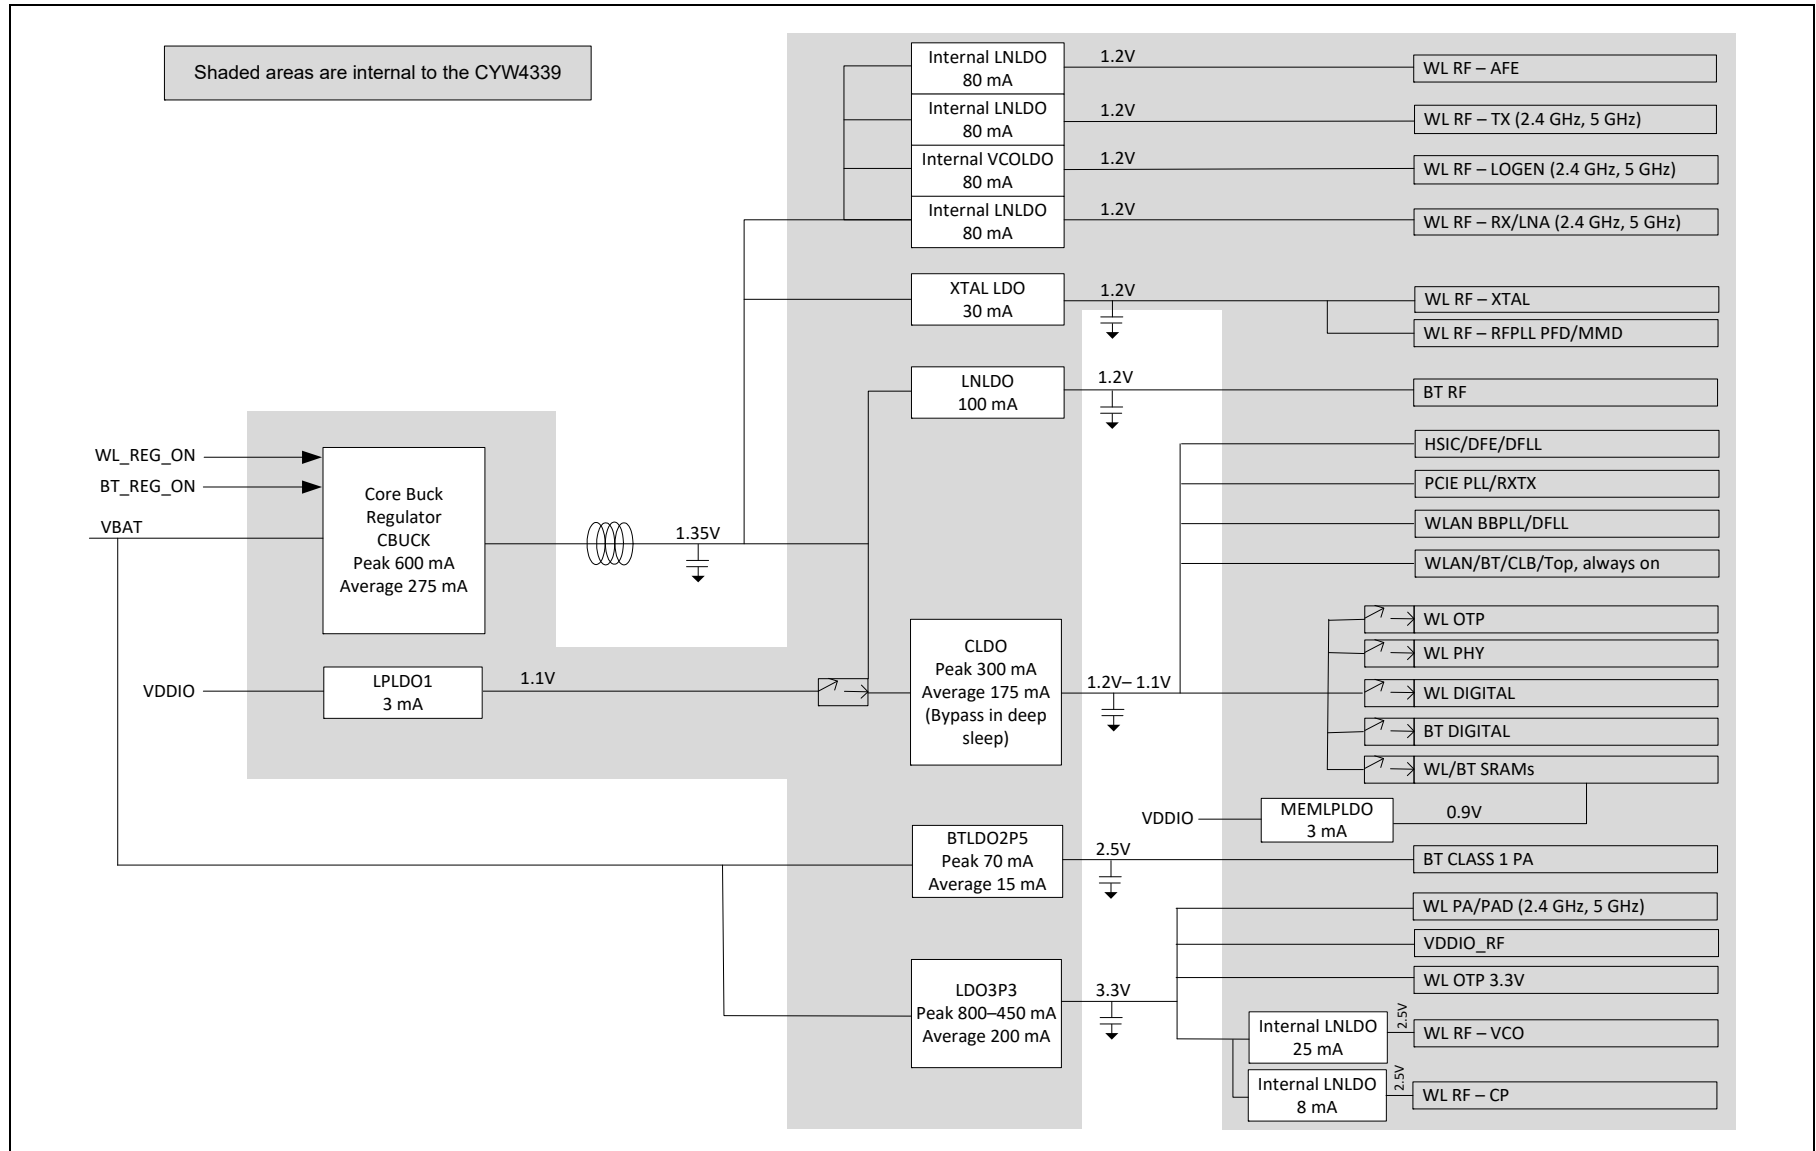 Shaded areas are internal to the CYW4339
Internal LNLDO
80 mA
1.2V
WL RF – AFE
Internal LNLDO
80 mA
1.2V
WL RF – TX (2.4 GHz, 5 GHz)
Internal VCOLDO
80 mA
1.2V
WL RF – LOGEN (2.4 GHz, 5 GHz)
Internal LNLDO
80 mA
1.2V
WL RF – RX/LNA (2.4 GHz, 5 GHz)
XTAL LDO
30 mA
1.2V
WL RF – XTAL
WL RF – RFPLL PFD/MMD
LNLDO
100 mA
1.2V
BT RF
WL_REG_ON
BT_REG_ON
VBAT
Core Buck
Regulator
CBUCK
Peak 600 mA
Average 275 mA
1.35V
HSIC/DFE/DFLL
PCIE PLL/RXTX
WLAN BBPLL/DFLL
WLAN/BT/CLB/Top, always on
VDDIO
LPLDO1
3 mA
1.1V
CLDO
Peak 300 mA
Average 175 mA
(Bypass in deep
sleep)
1.2V– 1.1V
WL OTP
WL PHY
WL DIGITAL
BT DIGITAL
WL/BT SRAMs
VDDIO
MEMLPLDO
3 mA
0.9V
BTLDO2P5
Peak 70 mA
Average 15 mA
2.5V
BT CLASS 1 PA
LDO3P3
Peak 800–450 mA
Average 200 mA
3.3V
WL PA/PAD (2.4 GHz, 5 GHz)
VDDIO_RF
WL OTP 3.3V
Internal LNLDO
25 mA
2.5V
WL RF – VCO
Internal LNLDO
8 mA
2.5V
WL RF – CP